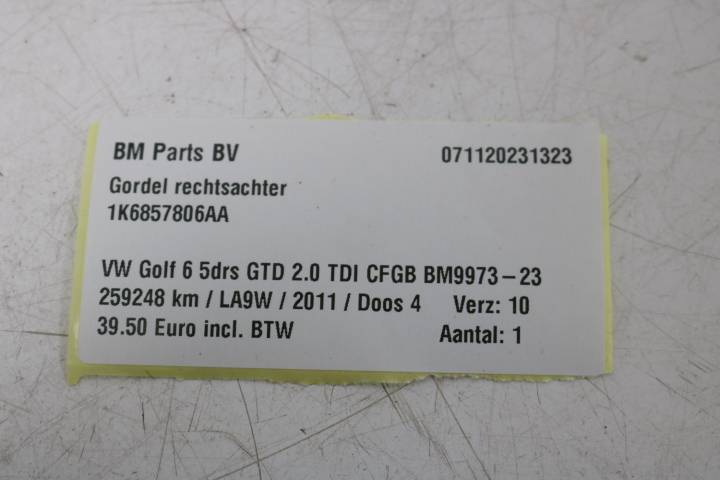 BM Parts BV 071120231323
Gordel rechtsachter
1K6857806AA
VW Golf 6 5drs GTD 2.0 TDI CFGB BM9973-23
259248 km / LA9W / 2011 / Doos 4 Verz: 10
39.50 Euro incl. BTW Aantal: 1